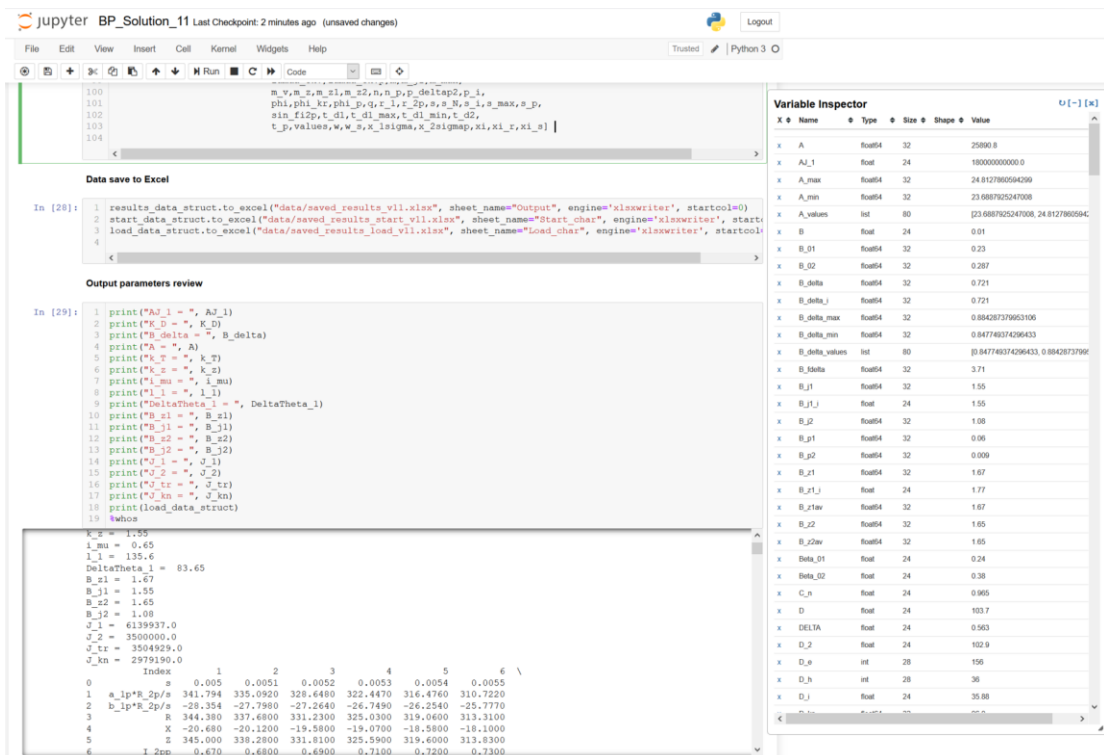 jupyter BP_Solution_11 Last Checkpoint: 2 minutes ago (unsaved changes)
Logout
File Edit View Insert Cell Kernel Widgets Help
Trusted Python 3
Run Code
100 m_v,m_z,m_z1,m_z2,n,n_p,p_deltap2,p_i,
101 phi,phi_kr,phi_p,q,r_1,r_2p,s,s_N,s_i,s_max,s_p,
102 sin_fi2p,t_d1,t_d1_max,t_d1_min,t_d2,
103 t_p,values,w,w_s,x_1sigma,x_2sigmap,xi,xi_r,xi_s]
104
Data save to Excel
In [28]:
1 results_data_struct.to_excel("data/saved_results_v11.xlsx", sheet_name="Output", engine='xlsxwriter', startcol=0)
2 start_data_struct.to_excel("data/saved_results_start_v11.xlsx", sheet_name="Start_char", engine='xlsxwriter', startc
3 load_data_struct.to_excel("data/saved_results_load_v11.xlsx", sheet_name="Load_char", engine='xlsxwriter', startcol=
4
Output parameters review
In [29]:
1 print("AJ_1 = ", AJ_1)
2 print("K_D = ", K_D)
3 print("B_delta = ", B_delta)
4 print("A = ", A)
5 print("k_T = ", k_T)
6 print("k_z = ", k_z)
7 print("i_mu = ", i_mu)
8 print("l_1 = ", l_1)
9 print("DeltaTheta_1 = ", DeltaTheta_1)
10 print("B_z1 = ", B_z1)
11 print("B_j1 = ", B_j1)
12 print("B_z2 = ", B_z2)
13 print("B_j2 = ", B_j2)
14 print("J_1 = ", J_1)
15 print("J_2 = ", J_2)
16 print("J_tr = ", J_tr)
17 print("J_kn = ", J_kn)
18 print(load_data_struct)
19 %whos
k_z = 1.55
i_mu = 0.65
l_1 = 135.6
DeltaTheta_1 = 83.65
B_z1 = 1.67
B_j1 = 1.55
B_z2 = 1.65
B_j2 = 1.08
J_1 = 6139937.0
J_2 = 3500000.0
J_tr = 3504929.0
J_kn = 2979190.0
Index 1 2 3 4 5 6 \
0 s 0.005 0.0051 0.0052 0.0053 0.0054 0.0055
1 a_1p*R_2p/s 341.794 335.0920 328.6480 322.4470 316.4760 310.7220
2 b_1p*R_2p/s -28.354 -27.7980 -27.2640 -26.7490 -26.2540 -25.7770
3 R 344.380 337.6800 331.2300 325.0300 319.0600 313.3100
4 X -20.680 -20.1200 -19.5800 -19.0700 -18.5800 -18.1000
5 Z 345.000 338.2800 331.8100 325.5900 319.6000 313.8300
6 I_2pp 0.670 0.6800 0.6900 0.7100 0.7200 0.7300
Variable Inspector [-] [x]
X Name Type Size Shape Value
x A float64 32 25890.8
x AJ_1 float 24 180000000000.0
x A_max float64 32 24.8127860594299
x A_min float64 32 23.6887925247008
x A_values list 80 [23.6887925247008, 24.8127860594
x B float 24 0.01
x B_01 float64 32 0.23
x B_02 float64 32 0.287
x B_delta float64 32 0.721
x B_delta_i float64 32 0.721
x B_delta_max float64 32 0.884287379953106
x B_delta_min float64 32 0.847749374296433
x B_delta_values list 80 [0.847749374296433, 0.8842873799
x B_fdelta float64 32 3.71
x B_j1 float64 32 1.55
x B_j1_i float 24 1.55
x B_j2 float64 32 1.08
x B_p1 float64 32 0.06
x B_p2 float64 32 0.009
x B_z1 float64 32 1.67
x B_z1_i float 24 1.77
x B_z1av float64 32 1.67
x B_z2 float64 32 1.65
x B_z2av float64 32 1.65
x Beta_01 float 24 0.24
x Beta_02 float 24 0.38
x C_n float 24 0.965
x D float 24 103.7
x DELTA float 24 0.563
x D_2 float 24 102.9
x D_e int 28 156
x D_h int 28 36
x D_i float 24 35.88